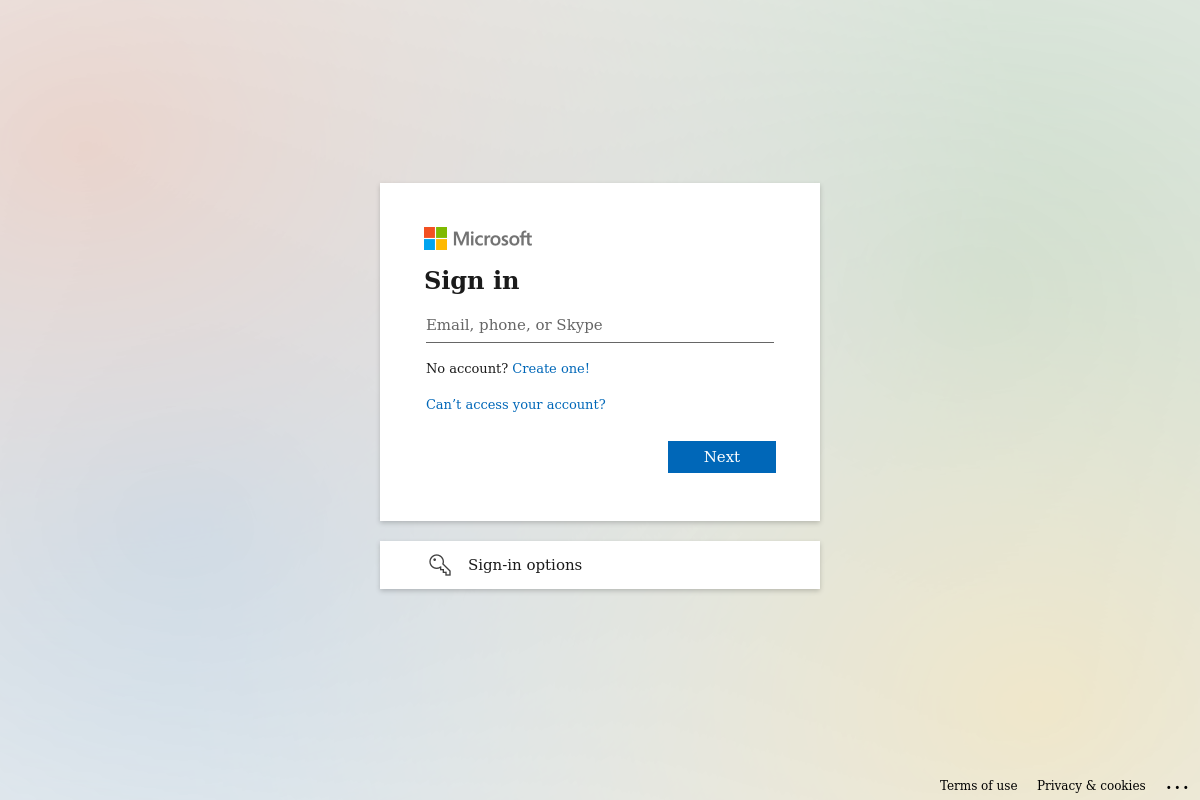 Microsoft
Sign in
Email, phone, or Skype
No account? Create one!
Can’t access your account?
Next
Sign-in options
Terms of use Privacy & cookies ...